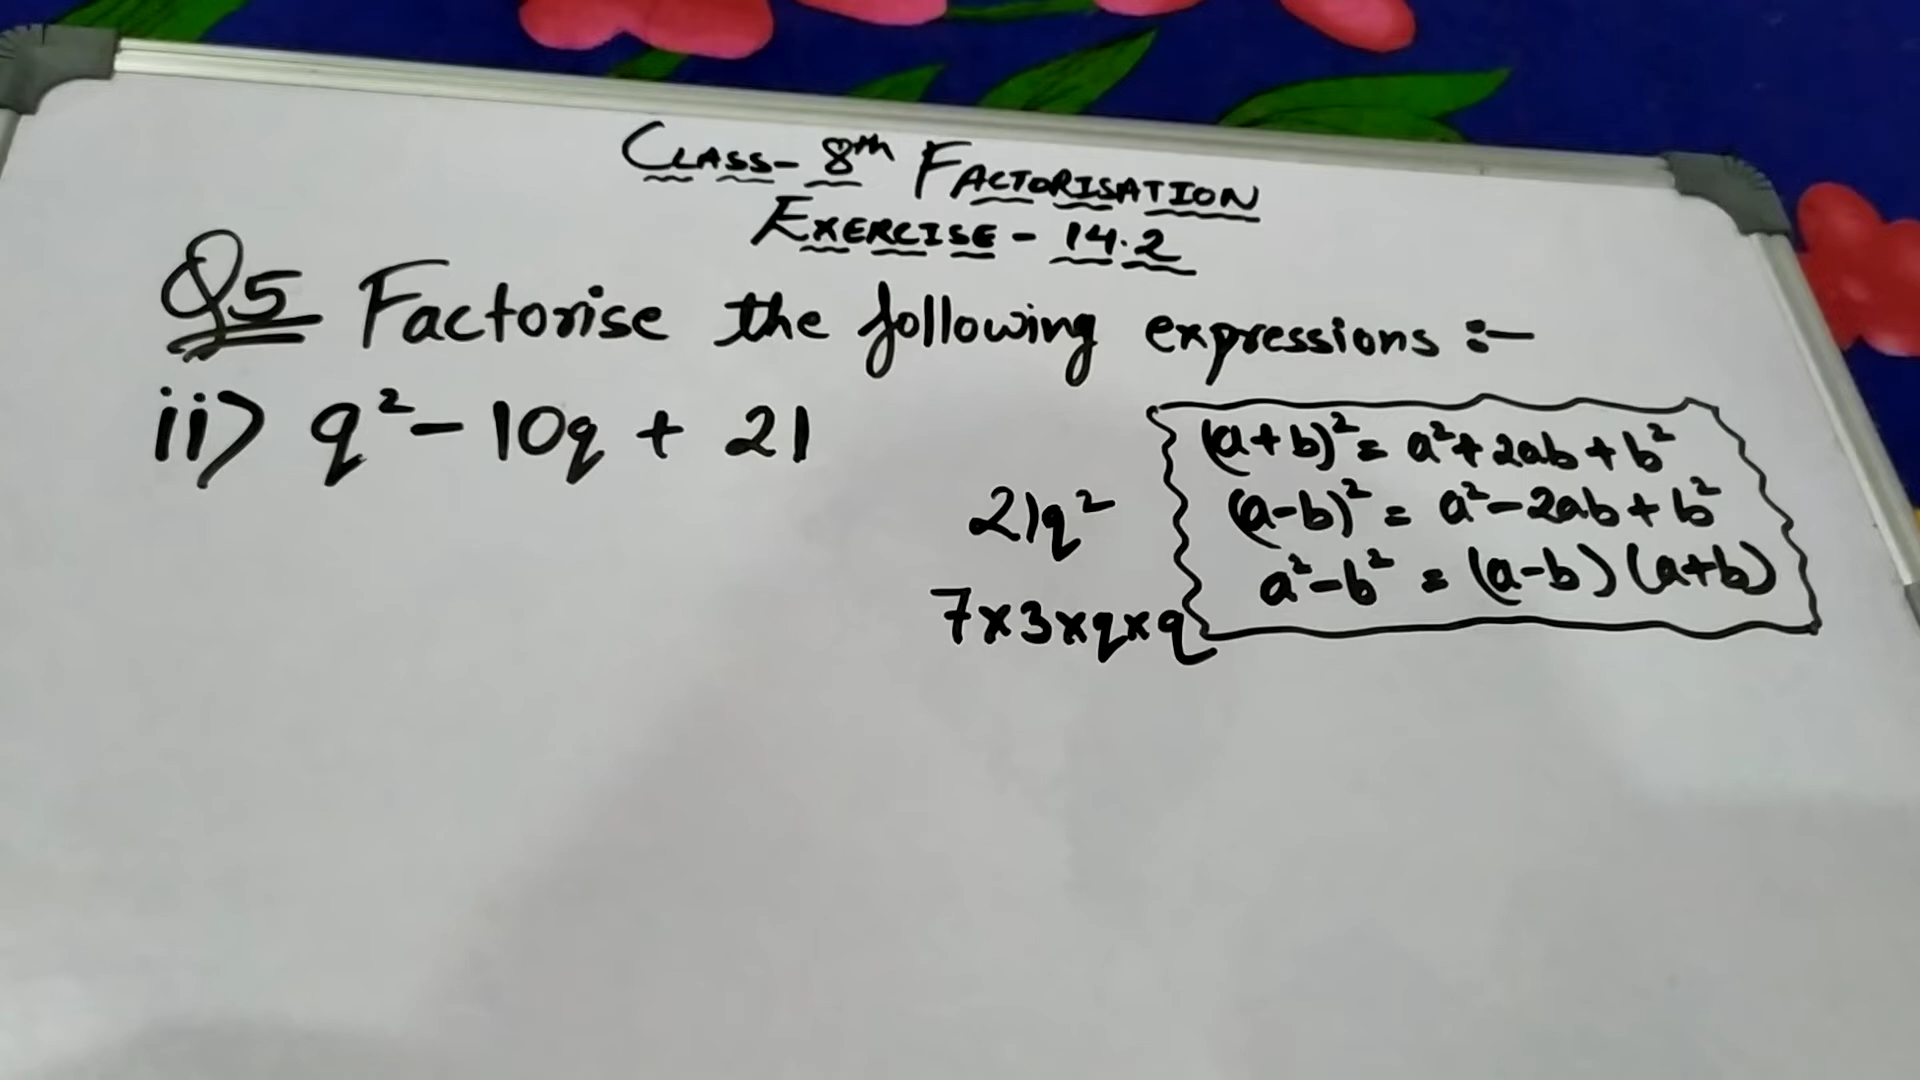 CLASS- 8th FACTORISATION
EXERCISE - 14.2
Q5 Factorise the following expressions :-
ii) q² - 10q + 21
21q²
7×3×q×q
(a+b)² = a²+2ab+b²
(a-b)² = a²-2ab+b²
a²-b² = (a-b)(a+b)